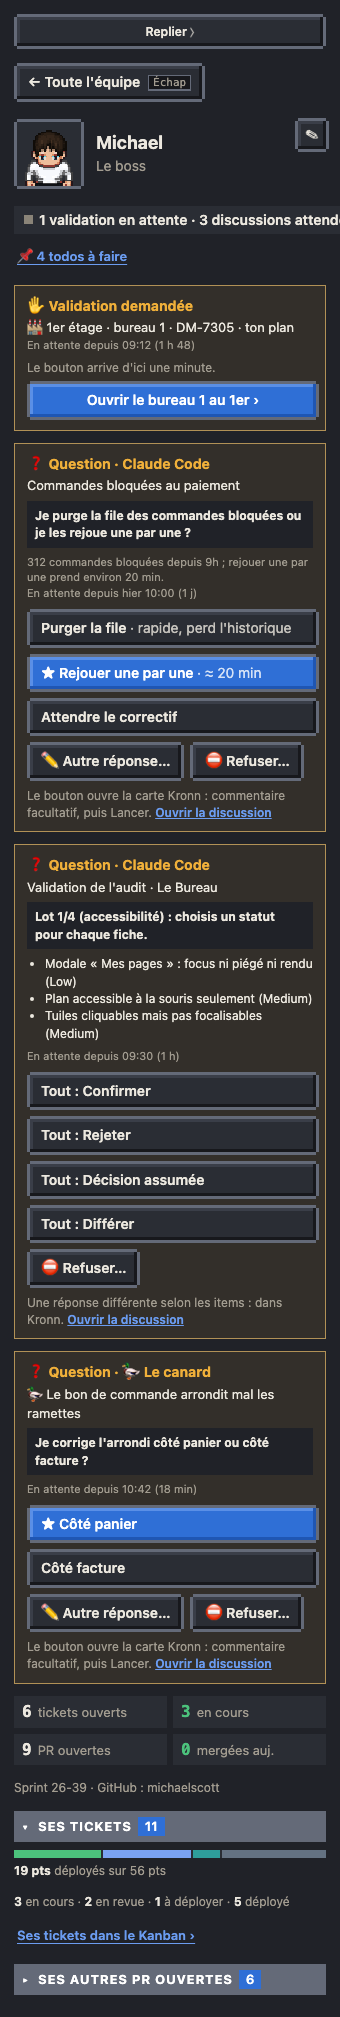 Replier ›
← Toute l'équipe Échap
Michael
Le boss
1 validation en attente · 3 discussions attend
4 todos à faire
Validation demandée
1er étage · bureau 1 · DM-7305 · ton plan
En attente depuis 09:12 (1 h 48)
Le bouton arrive d'ici une minute.
Ouvrir le bureau 1 au 1er ›
Question · Claude Code
Commandes bloquées au paiement
Je purge la file des commandes bloquées ou
je les rejoue une par une ?
312 commandes bloquées depuis 9h ; rejouer une par
une prend environ 20 min.
En attente depuis hier 10:00 (1 j)
Purger la file · rapide, perd l'historique
★ Rejouer une par une · ≈ 20 min
Attendre le correctif
Autre réponse... Refuser...
Le bouton ouvre la carte Kronn : commentaire
facultatif, puis Lancer. Ouvrir la discussion
Question · Claude Code
Validation de l'audit · Le Bureau
Lot 1/4 (accessibilité) : choisis un statut
pour chaque fiche.
• Modale « Mes pages » : focus ni piégé ni rendu
(Low)
• Plan accessible à la souris seulement (Medium)
• Tuiles cliquables mais pas focalisables
(Medium)
En attente depuis 09:30 (1 h)
Tout : Confirmer
Tout : Rejeter
Tout : Décision assumée
Tout : Différer
Refuser...
Une réponse différente selon les items : dans
Kronn. Ouvrir la discussion
Question · Le canard
Le bon de commande arrondit mal les
ramettes
Je corrige l'arrondi côté panier ou côté
facture ?
En attente depuis 10:42 (18 min)
★ Côté panier
Côté facture
Autre réponse... Refuser...
Le bouton ouvre la carte Kronn : commentaire
facultatif, puis Lancer. Ouvrir la discussion
6 tickets ouverts 3 en cours
9 PR ouvertes 0 mergées auj.
Sprint 26-39 · GitHub : michaelscott
▾ SES TICKETS 11
19 pts déployés sur 56 pts
3 en cours · 2 en revue · 1 à déployer · 5 déployé
Ses tickets dans le Kanban ›
▸ SES AUTRES PR OUVERTES 6